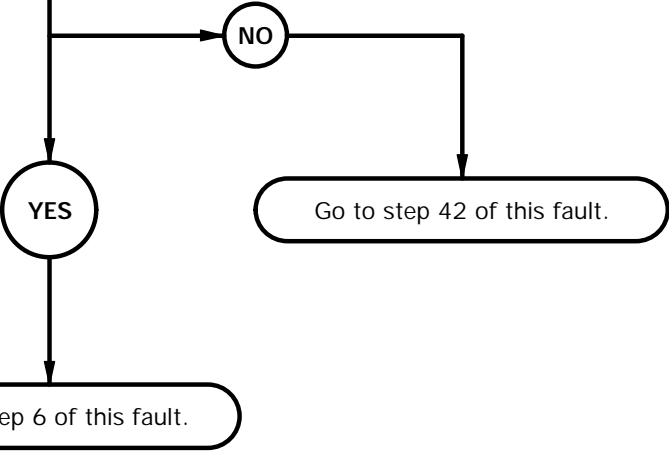 NO
YES
Go to step 42 of this fault.
ep 6 of this fault.